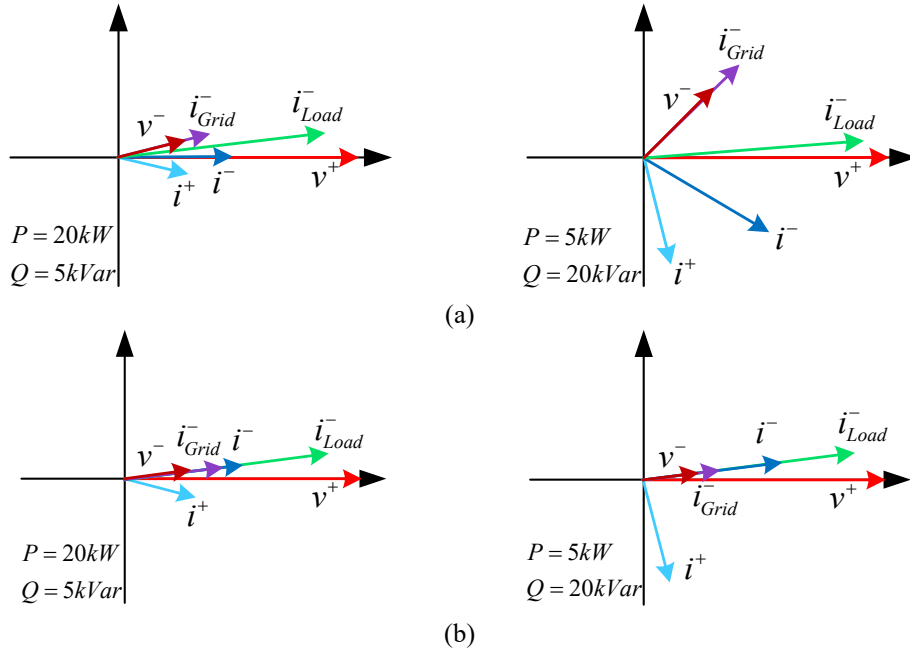 v⁻
i⁻Grid
i⁻Load
i⁺
i⁻
v⁺
P = 20kW
Q = 5kVar
i⁻Grid
v⁻
i⁻Load
v⁺
i⁻
i⁺
P = 5kW
Q = 20kVar
(a)
v⁻
i⁻Grid
i⁻
i⁻Load
v⁺
i⁺
P = 20kW
Q = 5kVar
v⁻
i⁻
i⁻Load
i⁻Grid
v⁺
i⁺
P = 5kW
Q = 20kVar
(b)